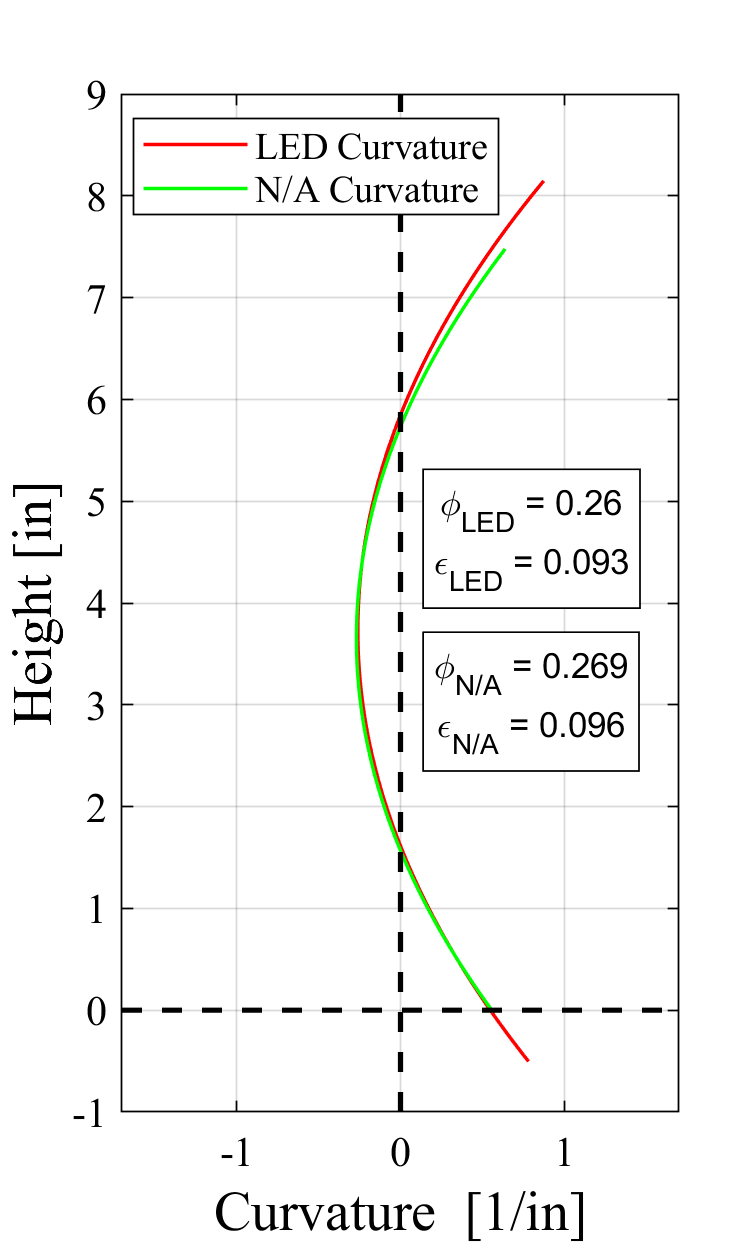 9
8
7
6
5
4
3
2
1
0
-1
LED Curvature
N/A Curvature
ϕLED = 0.26
ϵLED = 0.093
ϕN/A = 0.269
ϵN/A = 0.096
Height [in]
-1 0 1
Curvature [1/in]